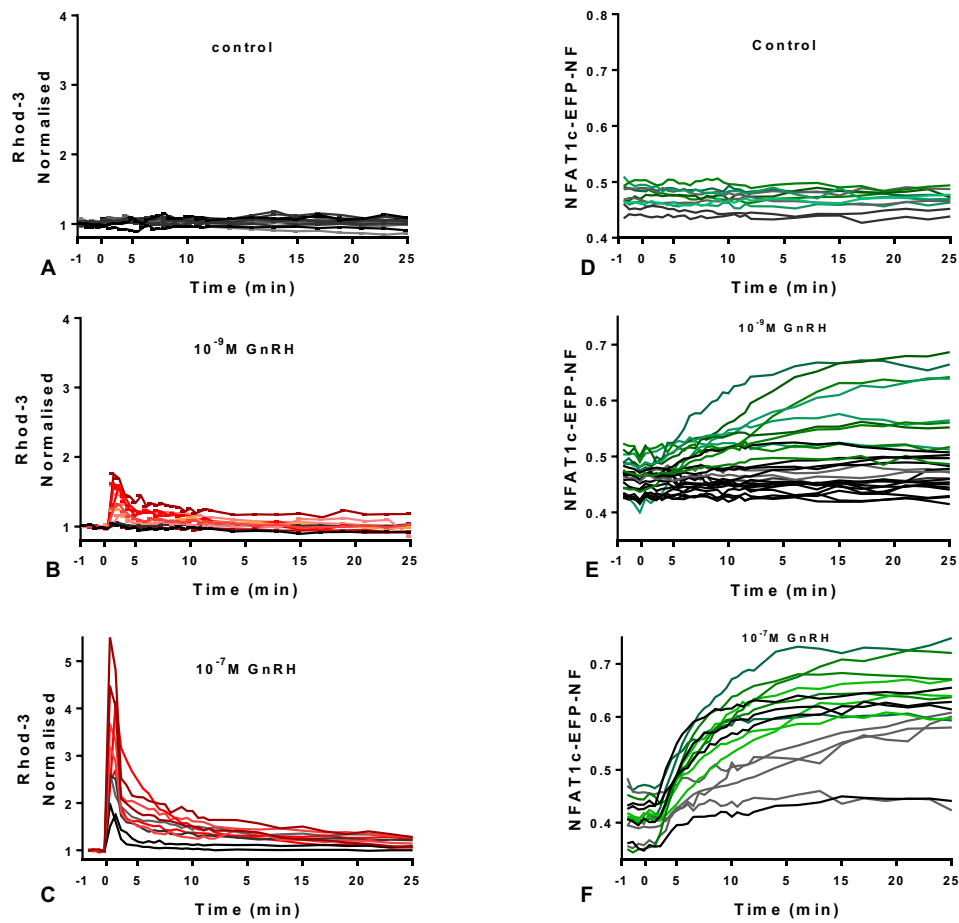 4
3
2
1
Rhod-3
Normalised
control
-1 0 5 10 15 20 25
A
Time (min)
0.8
0.7
0.6
0.5
0.4
NFAT1c-EFP-NF
Control
-1 0 5 10 5 20 25
D
Time (min)
4
3
2
1
Rhod-3
Normalised
10-9M GnRH
-1 0 5 10 15 20 25
B
Time (min)
0.7
0.6
0.5
0.4
NFAT1c-EFP-NF
10-9M GnRH
-1 0 5 10 5 20 25
E
Time (min)
5
4
3
2
1
Rhod-3
Normalised
10-7M GnRH
-1 0 5 10 15 20 25
C
Time (min)
0.7
0.6
0.5
0.4
NFAT1c-EFP-NF
10-7M GnRH
-1 0 5 10 5 20 25
F
Time (min)